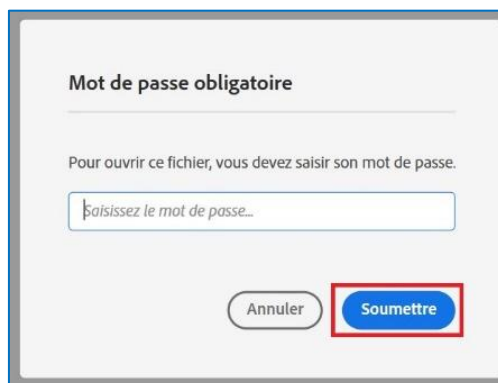 Mot de passe obligatoire
Pour ouvrir ce fichier, vous devez saisir son mot de passe.
Saisissez le mot de passe...
Annuler
Soumettre